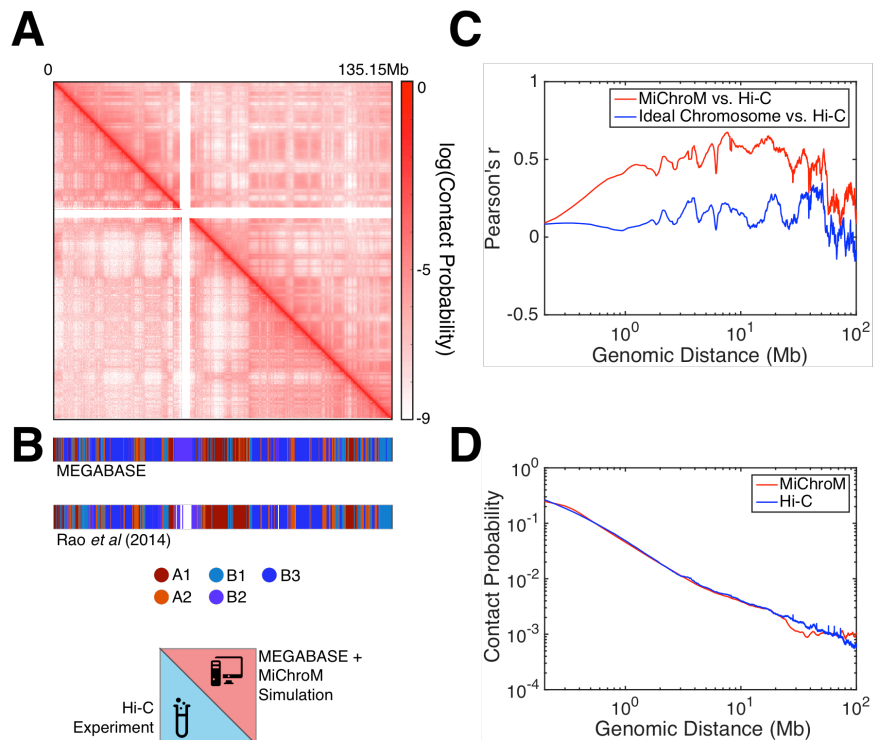 A
0
135.15Mb
0
-5
-9
log(Contact Probability)
B
MEGABASE
Rao et al (2014)
A1
B1
B3
A2
B2
MEGABASE +
MiChroM
Simulation
Hi-C
Experiment
C
1
0.5
0
-0.5
Pearson's r
MiChroM vs. Hi-C
Ideal Chromosome vs. Hi-C
10^0
10^1
10^2
Genomic Distance (Mb)
D
10^0
10^-1
10^-2
10^-3
10^-4
Contact Probability
MiChroM
Hi-C
10^0
10^1
10^2
Genomic Distance (Mb)